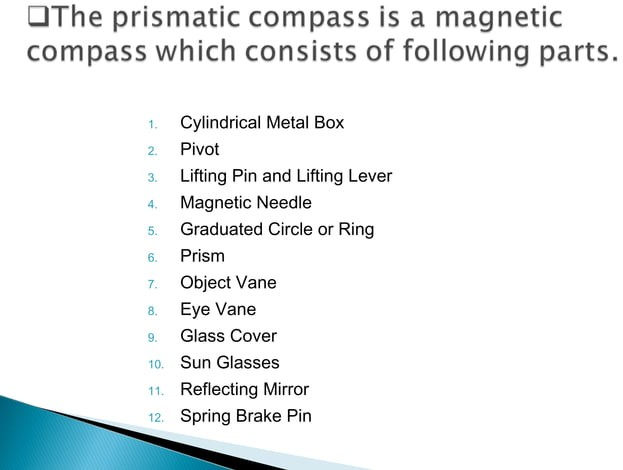 ❑The prismatic compass is a magnetic
compass which consists of following parts.
1. Cylindrical Metal Box
2. Pivot
3. Lifting Pin and Lifting Lever
4. Magnetic Needle
5. Graduated Circle or Ring
6. Prism
7. Object Vane
8. Eye Vane
9. Glass Cover
10. Sun Glasses
11. Reflecting Mirror
12. Spring Brake Pin